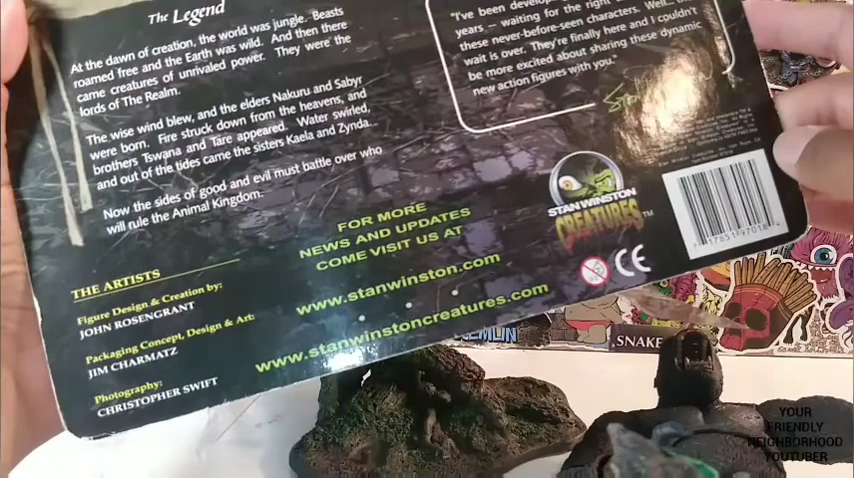 The Legend
At the dawn of creation, the world was jungle. Beasts
roamed free and the Earth was wild. And then there
came creatures of unrivaled power. They were the
lords of The Realm.
The wise wind blew, and the elders Nakuru and Sabyr
were born. Fire struck down from the heavens, and
brothers Tswana and Tare appeared. Water swirled,
and out of the tides came the sisters Kaela and Zynda.
Now the sides of good and evil must battle over who
will rule the Animal Kingdom.
"I've been
years – waiting for the right
these never-before-seen characters. Well...
wait is over. They're finally here and I couldn't
be more excited about sharing these dynamic
new action figures with you."
STAN WINSTON
CREATURES™
FOR MORE
NEWS AND UPDATES
COME VISIT US AT
www.stanwinston.com
www.stanwinstoncreatures.com
THE ARTISTS
Figure Design & Creation by:
JOHN ROSENGRANT
Packaging Concept, Design & Art:
JIM CHARMATZ
Photography:
CHRISTOPHER SWIFT
CE
SNAKE
YOUR
FRIENDLY
NEIGHBORHOOD
YOUTUBER